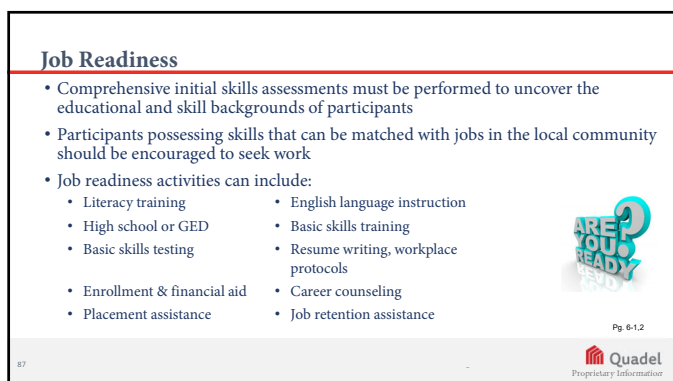 Job Readiness
• Comprehensive initial skills assessments must be performed to uncover the
educational and skill backgrounds of participants
• Participants possessing skills that can be matched with jobs in the local community
should be encouraged to seek work
• Job readiness activities can include:
• Literacy training
• High school or GED
• Basic skills testing
• Enrollment & financial aid
• Placement assistance
• English language instruction
• Basic skills training
• Resume writing, workplace
protocols
• Career counseling
• Job retention assistance
ARE
YOU
READY
?
Pg. 6-1,2
87
-
Quadel
Proprietary Information